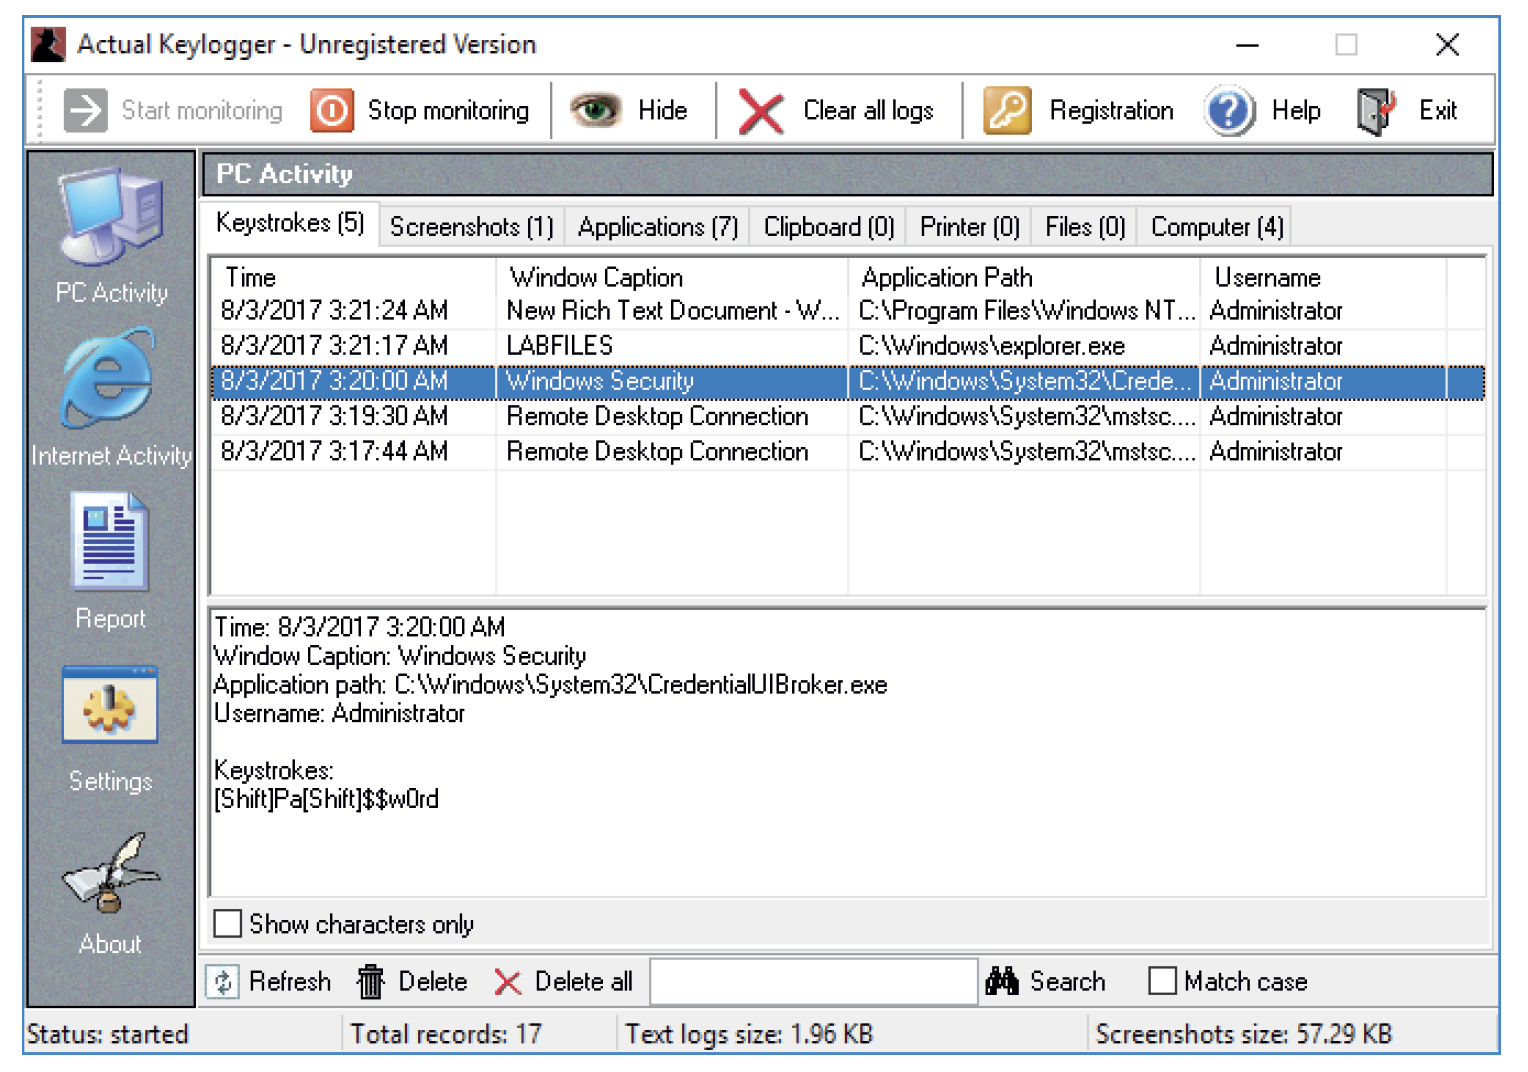 Actual Keylogger - Unregistered Version
Start monitoring Stop monitoring Hide Clear all logs Registration Help Exit
PC Activity
Keystrokes (5) Screenshots (1) Applications (7) Clipboard (0) Printer (0) Files (0) Computer (4)
Time Window Caption Application Path Username
8/3/2017 3:21:24 AM New Rich Text Document - W... C:\Program Files\Windows NT... Administrator
8/3/2017 3:21:17 AM LABFILES C:\Windows\explorer.exe Administrator
8/3/2017 3:20:00 AM Windows Security C:\Windows\System32\Crede... Administrator
8/3/2017 3:19:30 AM Remote Desktop Connection C:\Windows\System32\mstsc.... Administrator
8/3/2017 3:17:44 AM Remote Desktop Connection C:\Windows\System32\mstsc.... Administrator
PC Activity
Internet Activity
Report
Settings
About
Time: 8/3/2017 3:20:00 AM
Window Caption: Windows Security
Application path: C:\Windows\System32\CredentialUIBroker.exe
Username: Administrator
Keystrokes:
[Shift]Pa[Shift]$$w0rd
Show characters only
Refresh Delete Delete all Search Match case
Status: started Total records: 17 Text logs size: 1.96 KB Screenshots size: 57.29 KB